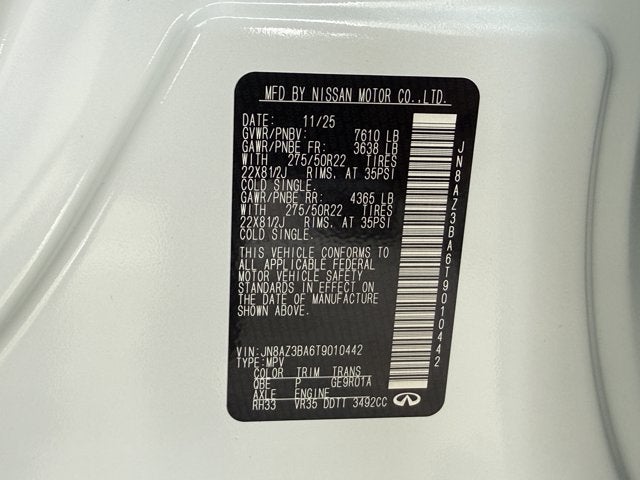 MFD BY NISSAN MOTOR CO.,LTD.
DATE: 11/25
GVWR/PNBV: 7610 LB
GAWR/PNBE FR: 3638 LB
WITH 275/50R22 TIRES
22X81/2J RIMS. AT 35PSI
COLD SINGLE.
GAWR/PNBE RR: 4365 LB
WITH 275/50R22 TIRES
22X81/2J RIMS. AT 35PSI
COLD SINGLE.
THIS VEHICLE CONFORMS TO
ALL APPLICABLE FEDERAL
MOTOR VEHICLE SAFETY
STANDARDS IN EFFECT ON
THE DATE OF MANUFACTURE
SHOWN ABOVE.
VIN: JN8AZ3BA6T9010442
TYPE: MPV
COLOR TRIM TRANS
QBE P GE9R01A
AXLE ENGINE
RH33 VR35 DDTT 3492CC
JN8AZ3BA6T9010442